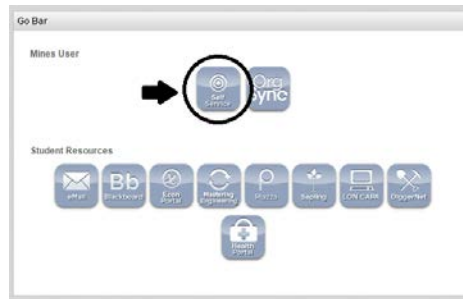 Go Bar
Mines User
Self Service
Org Sync
Student Resources
eMail
Bb Blackboard
Econ Portal
Mastering Engineering
Piazza
Sapling
LON-CAPA
DiggerNet
Health Portal